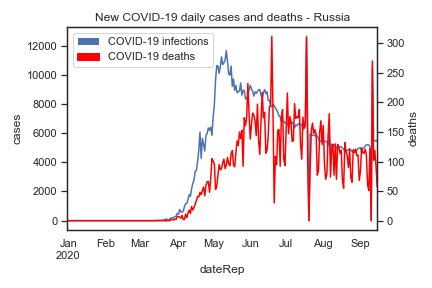 New COVID-19 daily cases and deaths - Russia
COVID-19 infections
COVID-19 deaths
12000
10000
8000
6000
4000
2000
0
cases
300
250
200
150
100
50
0
deaths
Jan Feb Mar Apr May Jun Jul Aug Sep
2020
dateRep